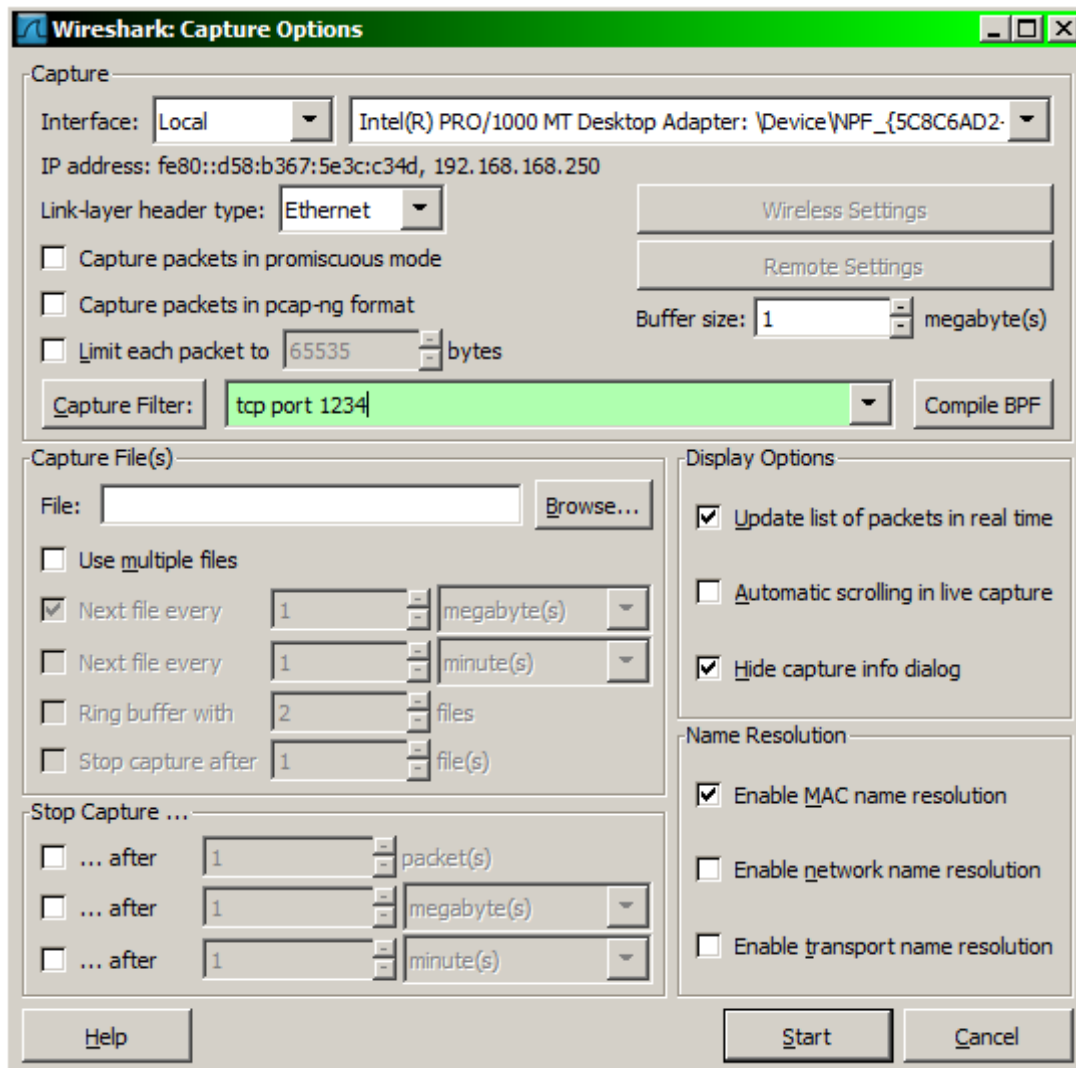 Wireshark: Capture Options
Capture
Interface: Local Intel(R) PRO/1000 MT Desktop Adapter: \Device\NPF_{5C8C6AD2-
IP address: fe80::d58:b367:5e3c:c34d, 192.168.168.250
Link-layer header type: Ethernet Wireless Settings
Capture packets in promiscuous mode Remote Settings
Capture packets in pcap-ng format
Buffer size: 1 megabyte(s)
Limit each packet to 65535 bytes
Capture Filter: tcp port 1234 Compile BPF
Capture File(s)
File: Browse...
Use multiple files
Next file every 1 megabyte(s)
Next file every 1 minute(s)
Ring buffer with 2 files
Stop capture after 1 file(s)
Display Options
Update list of packets in real time
Automatic scrolling in live capture
Hide capture info dialog
Stop Capture ...
... after 1 packet(s)
... after 1 megabyte(s)
... after 1 minute(s)
Name Resolution
Enable MAC name resolution
Enable network name resolution
Enable transport name resolution
Help Start Cancel